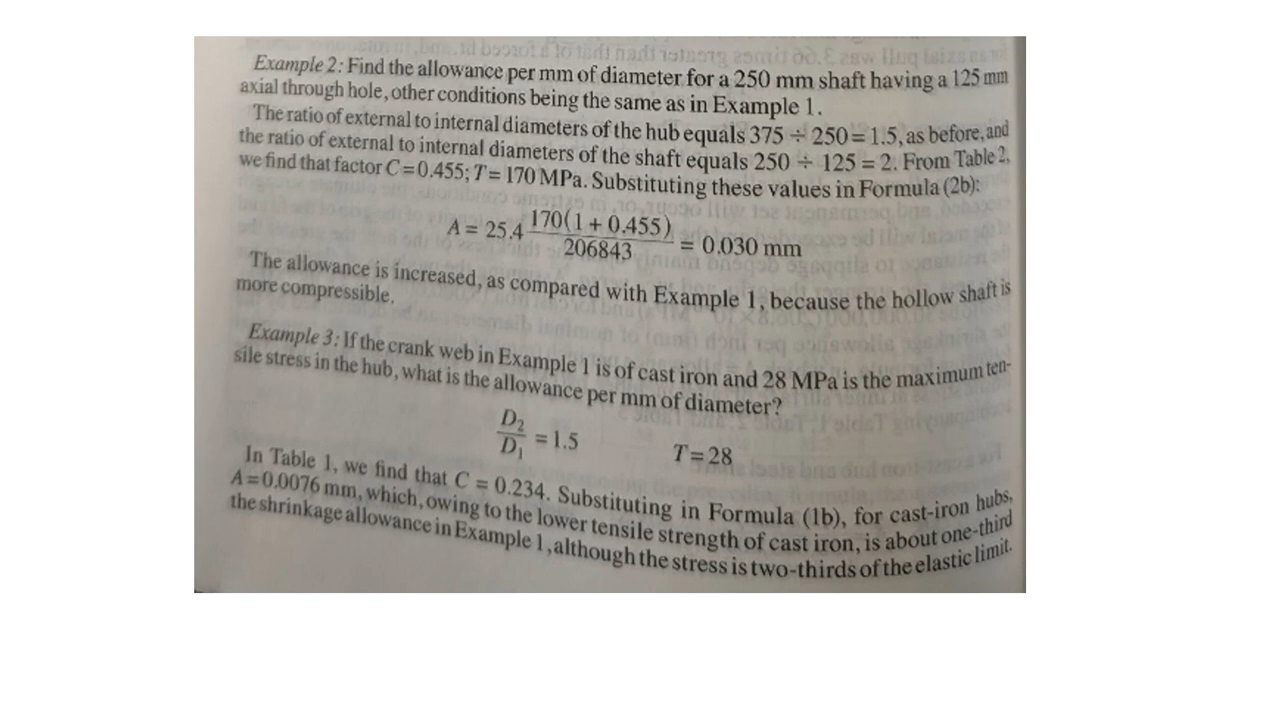 Example 2: Find the allowance per mm of diameter for a 250 mm shaft having a 125 mm
axial through hole, other conditions being the same as in Example 1.
The ratio of external to internal diameters of the hub equals 375 ÷ 250 = 1.5, as before, and
the ratio of external to internal diameters of the shaft equals 250 ÷ 125 = 2. From Table 2,
we find that factor C = 0.455; T = 170 MPa. Substituting these values in Formula (2b):
A = 25.4 170(1 + 0.455) / 206843 = 0.030 mm
The allowance is increased, as compared with Example 1, because the hollow shaft is
more compressible.
Example 3: If the crank web in Example 1 is of cast iron and 28 MPa is the maximum ten-
sile stress in the hub, what is the allowance per mm of diameter?
D₂ / D₁ = 1.5 T = 28
In Table 1, we find that C = 0.234. Substituting in Formula (1b), for cast-iron hubs,
A = 0.0076 mm, which, owing to the lower tensile strength of cast iron, is about one-third
the shrinkage allowance in Example 1, although the stress is two-thirds of the elastic limit.